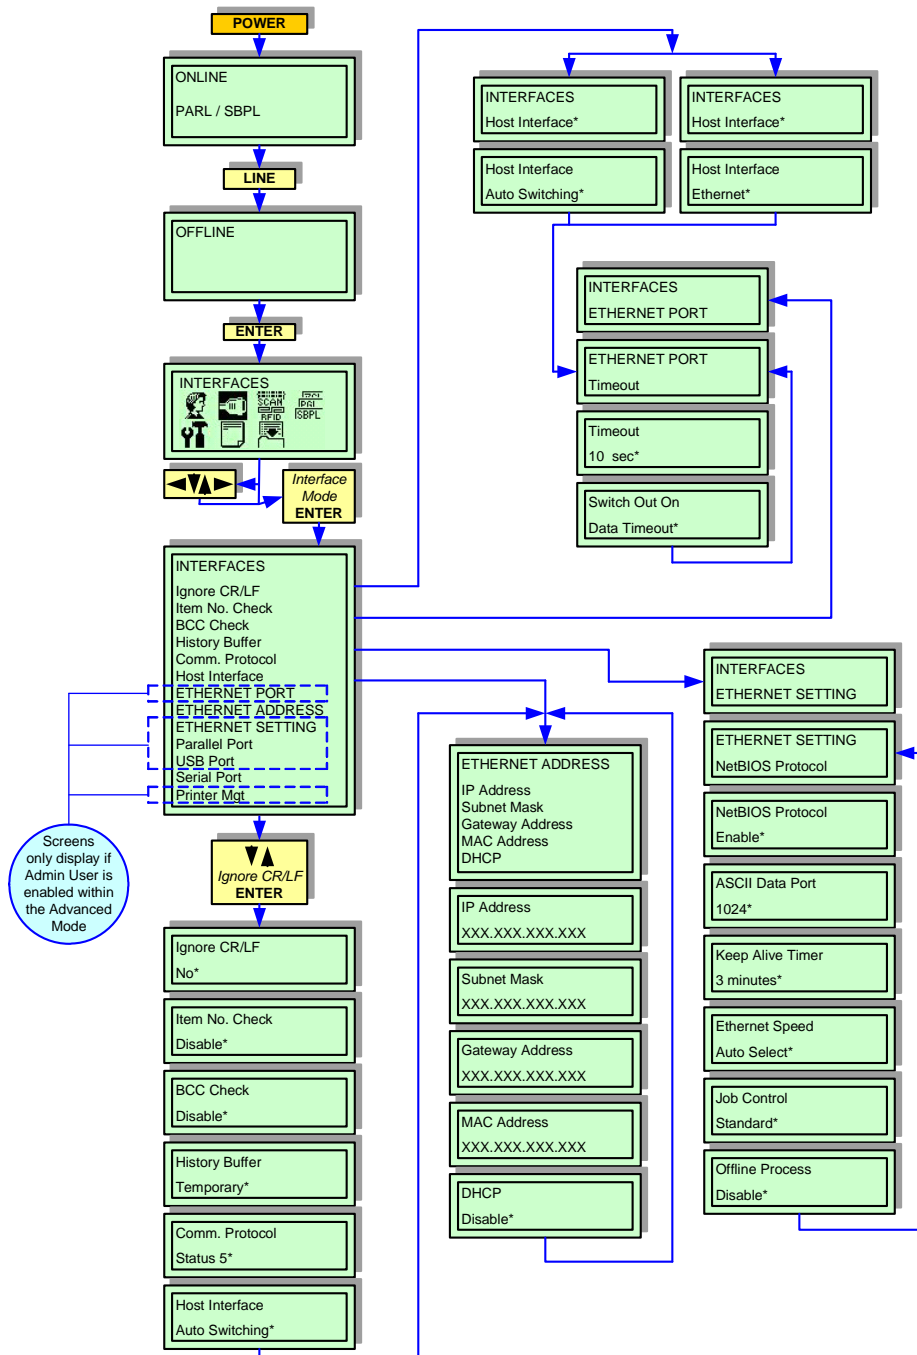 POWER
ONLINE
PARL / SBPL
LINE
OFFLINE
ENTER
INTERFACES
SCAN
RFID
SBPL
Interface
Mode
ENTER
INTERFACES
Ignore CR/LF
Item No. Check
BCC Check
History Buffer
Comm. Protocol
Host Interface
ETHERNET PORT
ETHERNET ADDRESS
ETHERNET SETTING
Parallel Port
USB Port
Serial Port
Printer Mgt
Screens
only display if
Admin User is
enabled within
the Advanced
Mode
Ignore CR/LF
ENTER
Ignore CR/LF
No*
Item No. Check
Disable*
BCC Check
Disable*
History Buffer
Temporary*
Comm. Protocol
Status 5*
Host Interface
Auto Switching*
INTERFACES
Host Interface*
Host Interface
Auto Switching*
INTERFACES
Host Interface*
Host Interface
Ethernet*
INTERFACES
ETHERNET PORT
ETHERNET PORT
Timeout
Timeout
10 sec*
Switch Out On
Data Timeout*
ETHERNET ADDRESS
IP Address
Subnet Mask
Gateway Address
MAC Address
DHCP
IP Address
XXX.XXX.XXX.XXX
Subnet Mask
XXX.XXX.XXX.XXX
Gateway Address
XXX.XXX.XXX.XXX
MAC Address
XXX.XXX.XXX.XXX
DHCP
Disable*
INTERFACES
ETHERNET SETTING
ETHERNET SETTING
NetBIOS Protocol
NetBIOS Protocol
Enable*
ASCII Data Port
1024*
Keep Alive Timer
3 minutes*
Ethernet Speed
Auto Select*
Job Control
Standard*
Offline Process
Disable*